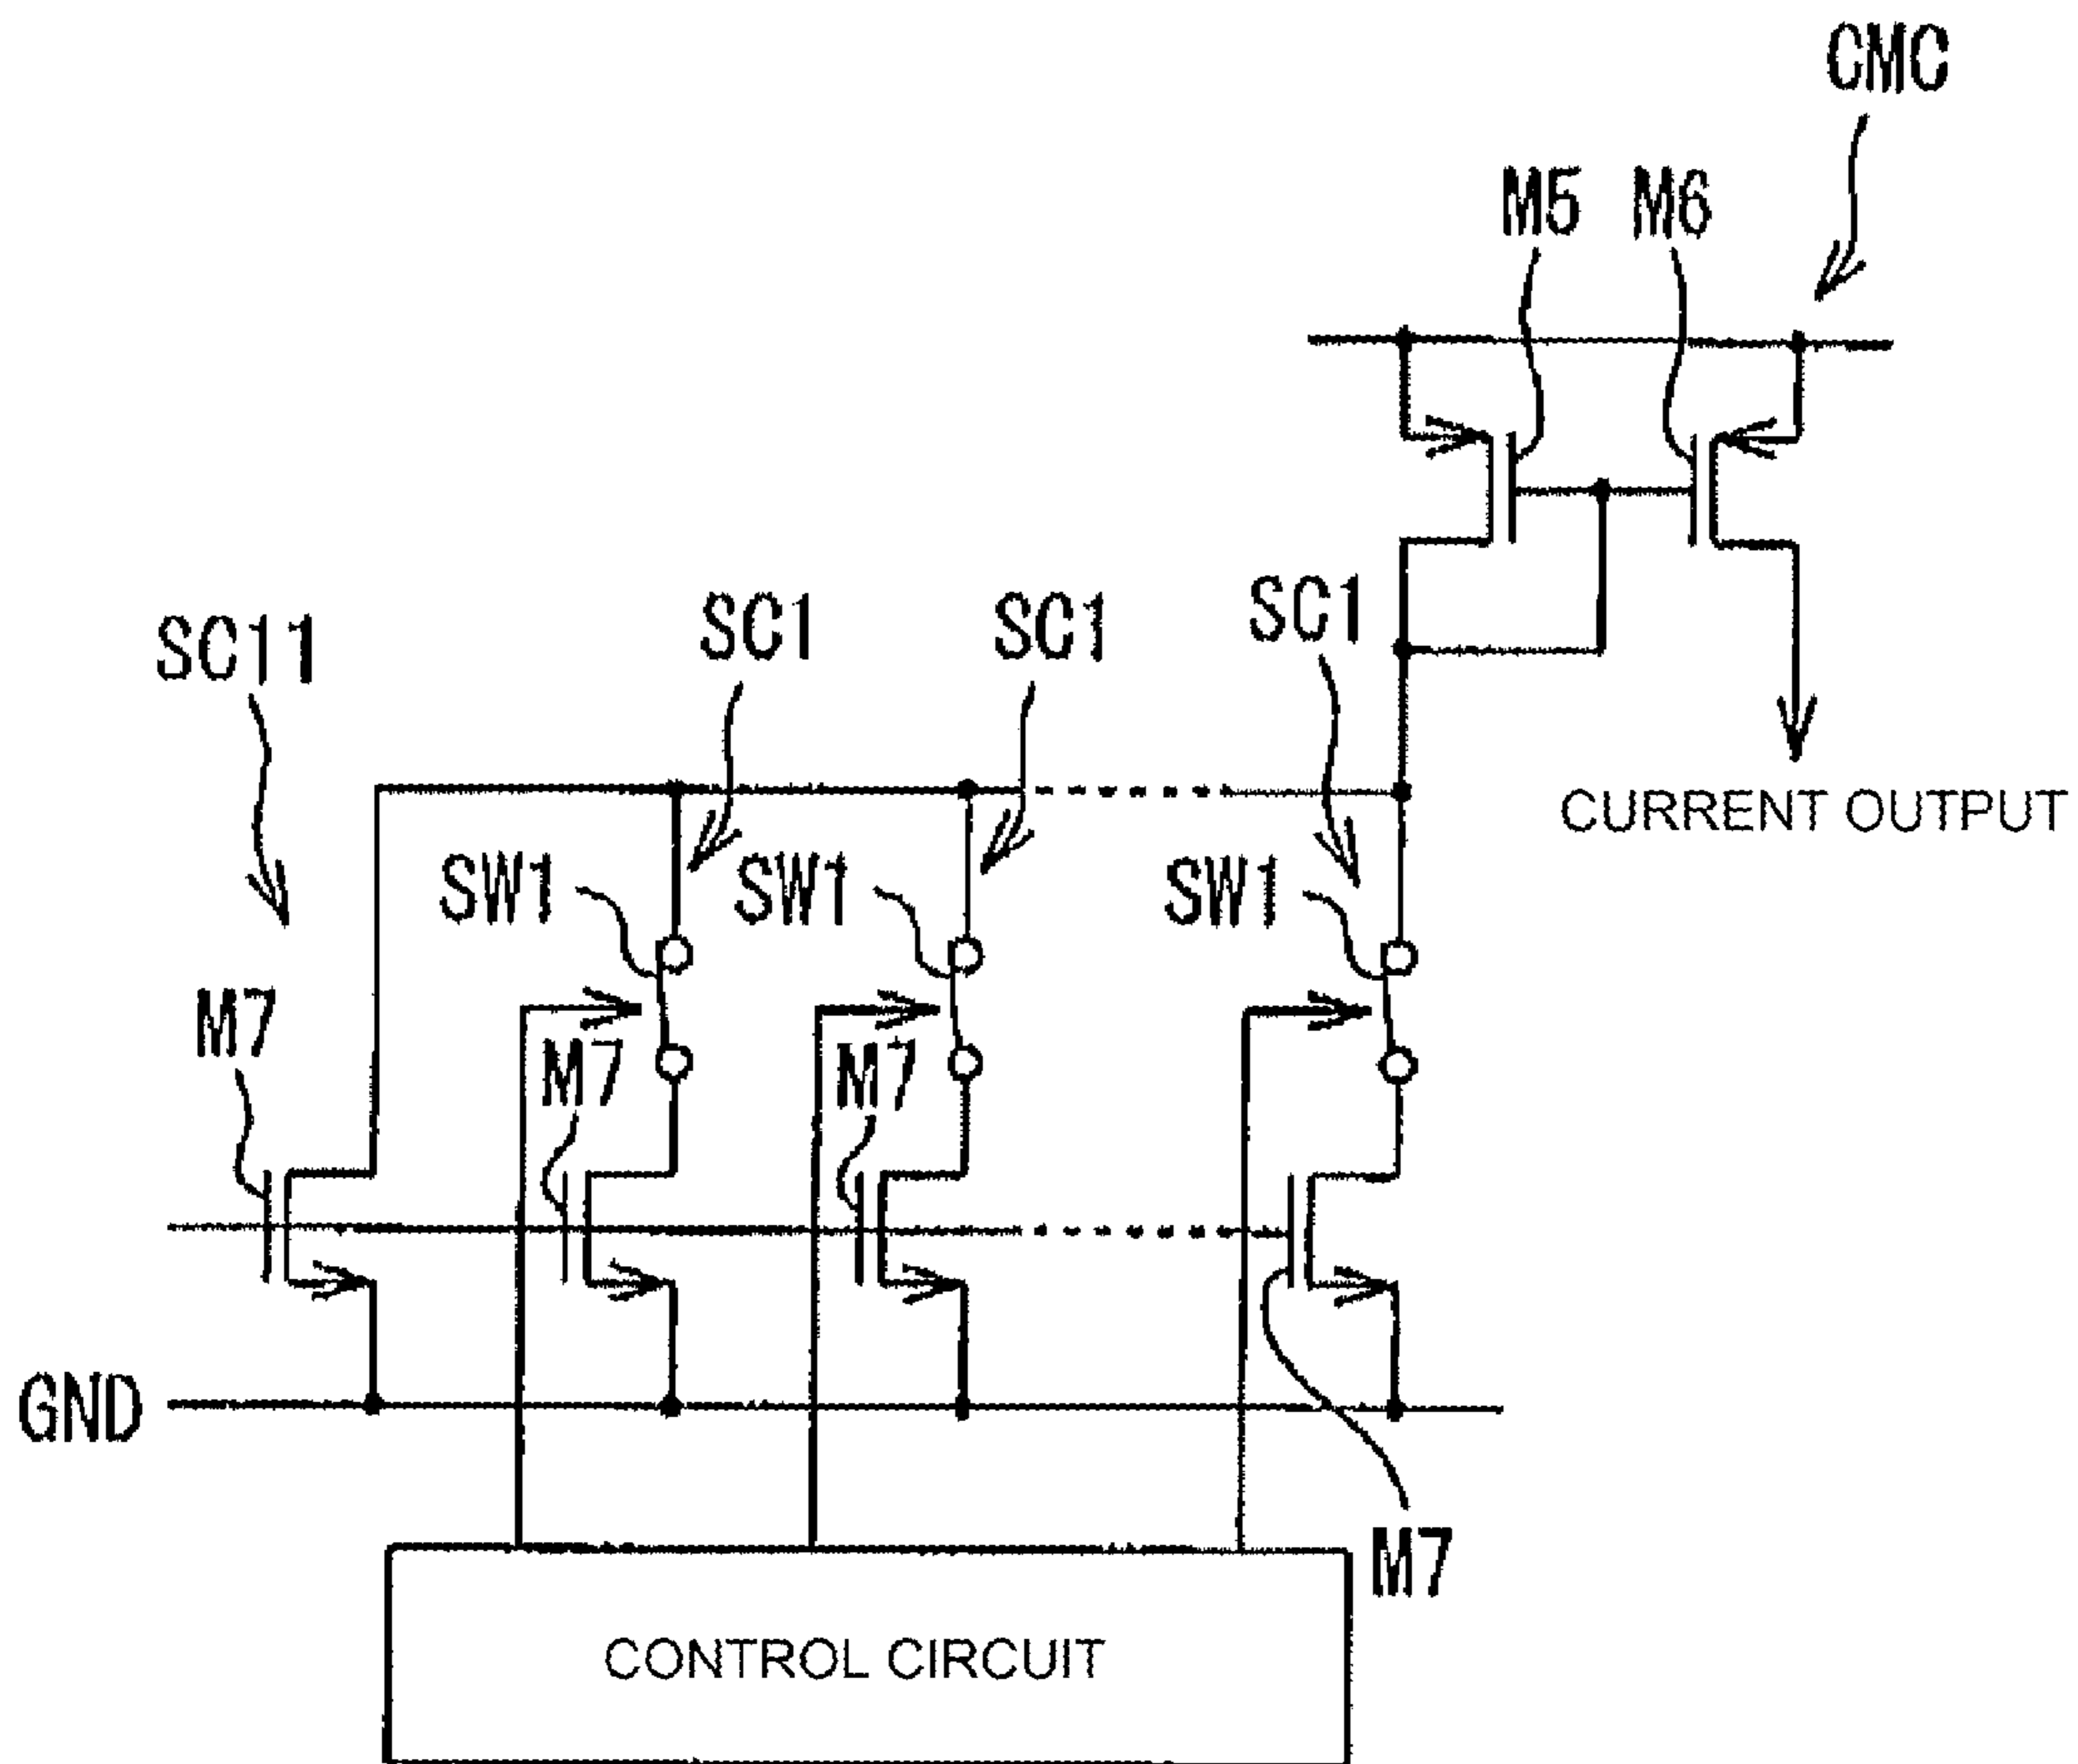 CMC
M5 M6
SC11
SC1
SC1
SC1
CURRENT OUTPUT
SW1
SW1
SW1
M7
M7
M7
GND
M7
CONTROL CIRCUIT